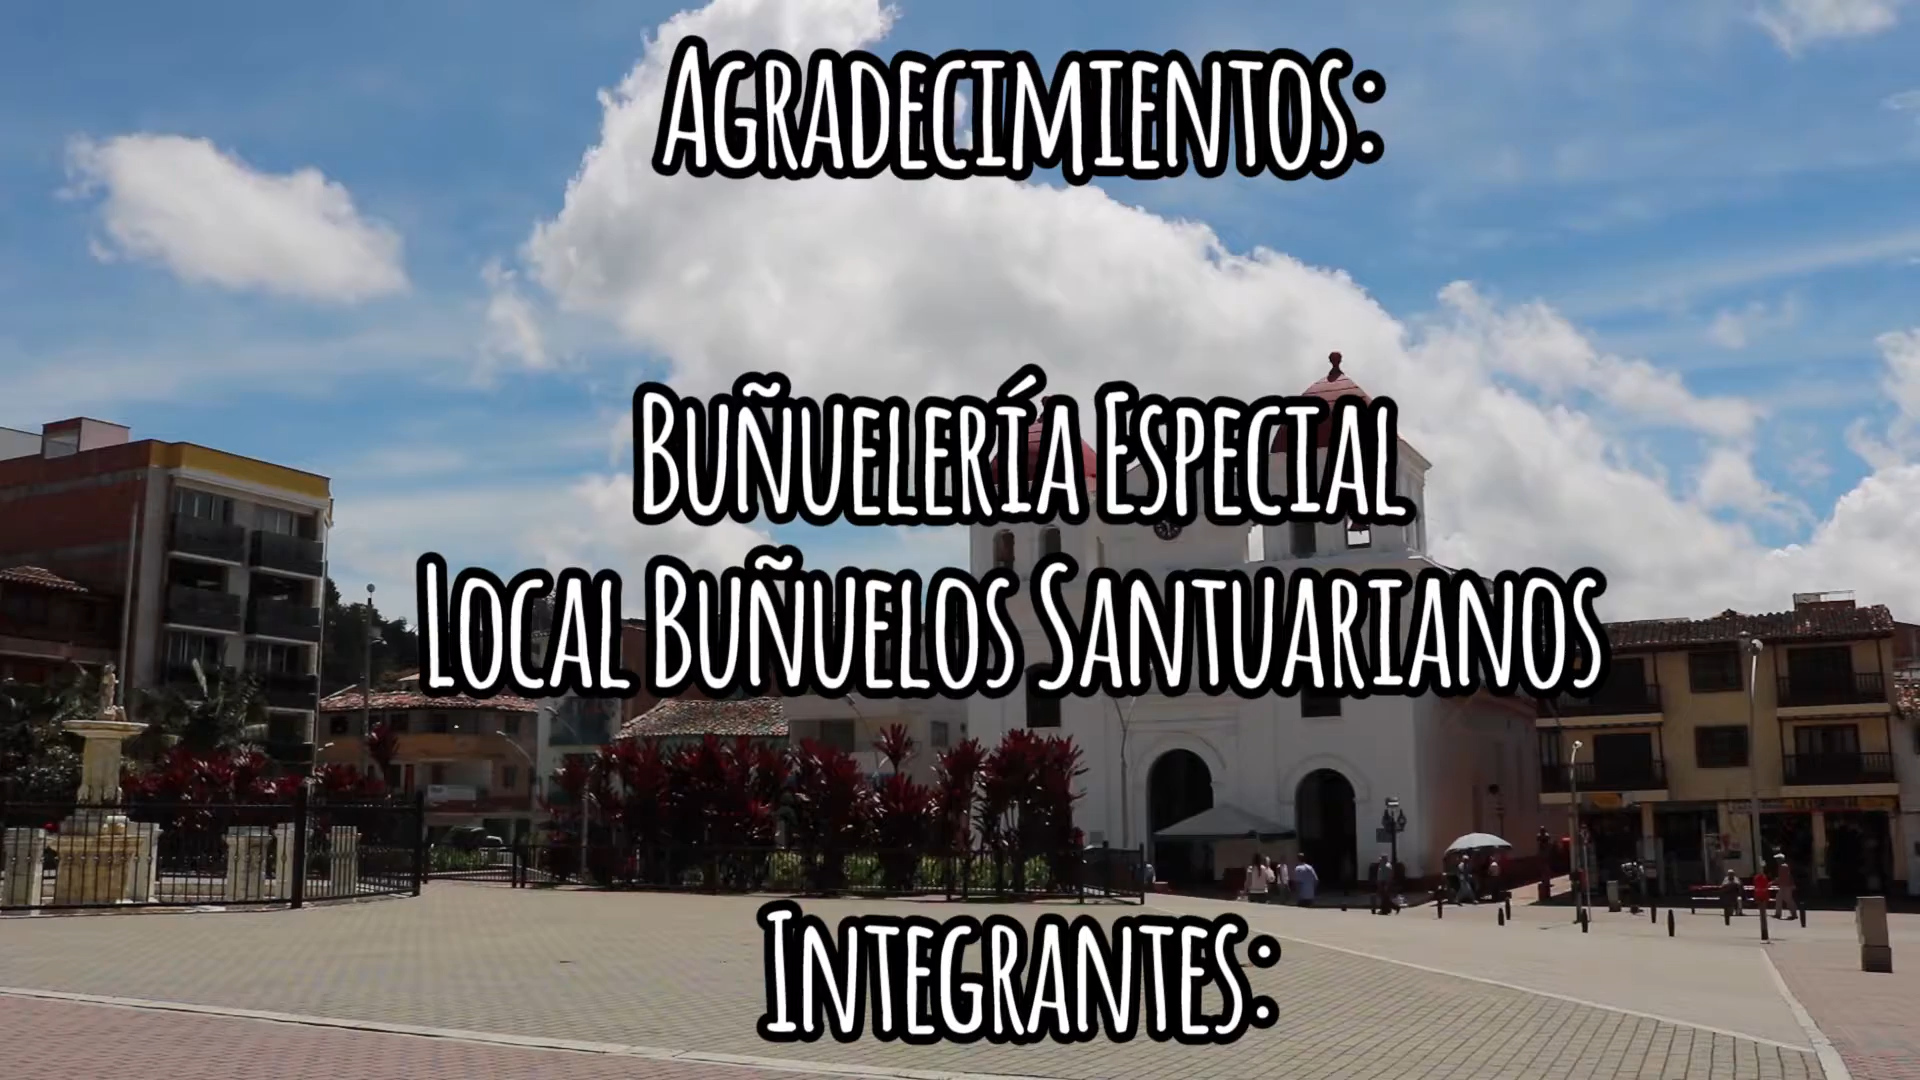 Agradecimientos:
Buñuelería Especial
Local Buñuelos Santuarianos
Integrantes: